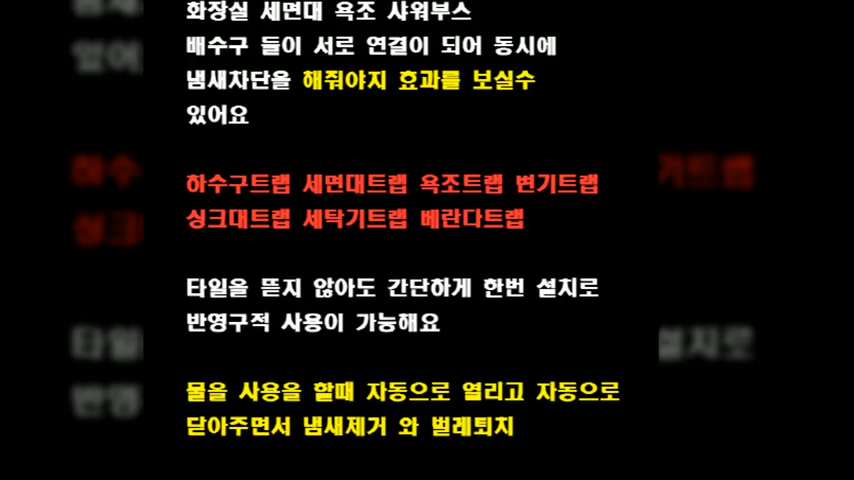 화장실 세면대 욕조 샤워부스
배수구 들이 서로 연결이 되어 동시에
냄새차단을 해줘야지 효과를 보실수
있어요
하수구트랩 세면대트랩 욕조트랩 변기트랩
싱크대트랩 세탁기트랩 베란다트랩
타일을 뜯지 않아도 간단하게 한번 설치로
반영구적 사용이 가능해요
물을 사용을 할때 자동으로 열리고 자동으로
닫아주면서 냄새제거 와 벌레퇴치